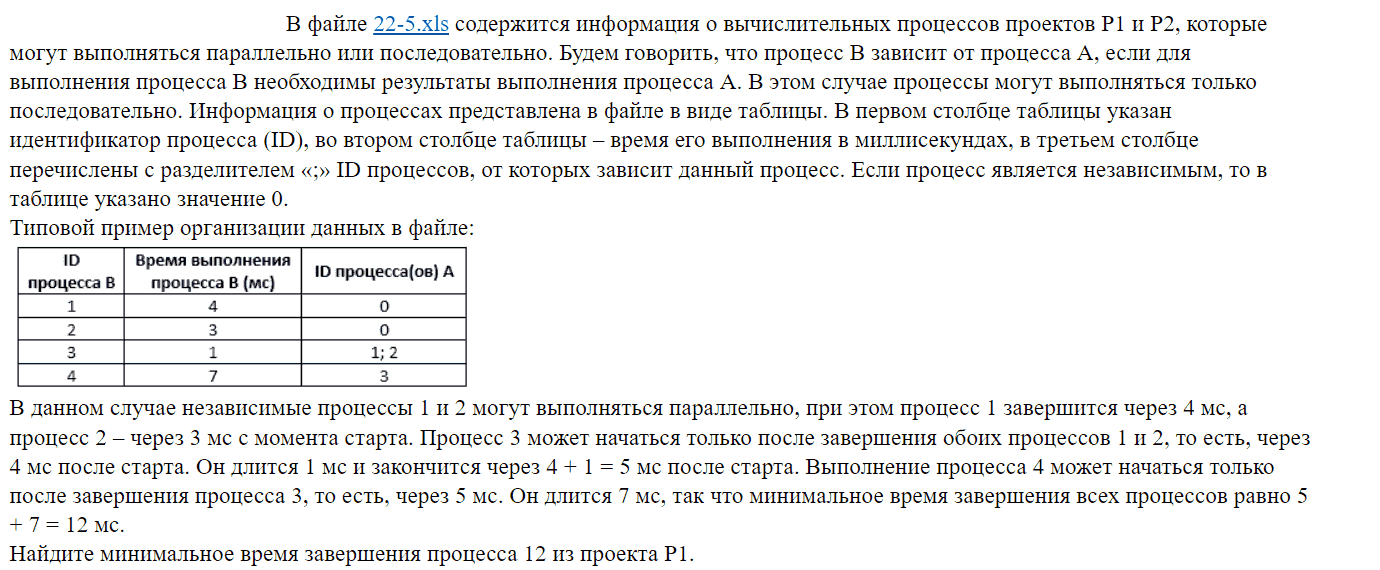 В файле 22-5.xls содержится информация о вычислительных процессов проектов P1 и P2, которые
могут выполняться параллельно или последовательно. Будем говорить, что процесс B зависит от процесса A, если для
выполнения процесса B необходимы результаты выполнения процесса A. В этом случае процессы могут выполняться только
последовательно. Информация о процессах представлена в файле в виде таблицы. В первом столбце таблицы указан
идентификатор процесса (ID), во втором столбце таблицы – время его выполнения в миллисекундах, в третьем столбце
перечислены с разделителем «;» ID процессов, от которых зависит данный процесс. Если процесс является независимым, то в
таблице указано значение 0.
Типовой пример организации данных в файле:
ID процесса B | Время выполнения процесса B (мс) | ID процесса(ов) A
1 | 4 | 0
2 | 3 | 0
3 | 1 | 1; 2
4 | 7 | 3
В данном случае независимые процессы 1 и 2 могут выполняться параллельно, при этом процесс 1 завершится через 4 мс, а
процесс 2 – через 3 мс с момента старта. Процесс 3 может начаться только после завершения обоих процессов 1 и 2, то есть, через
4 мс после старта. Он длится 1 мс и закончится через 4 + 1 = 5 мс после старта. Выполнение процесса 4 может начаться только
после завершения процесса 3, то есть, через 5 мс. Он длится 7 мс, так что минимальное время завершения всех процессов равно 5
+ 7 = 12 мс.
Найдите минимальное время завершения процесса 12 из проекта P1.